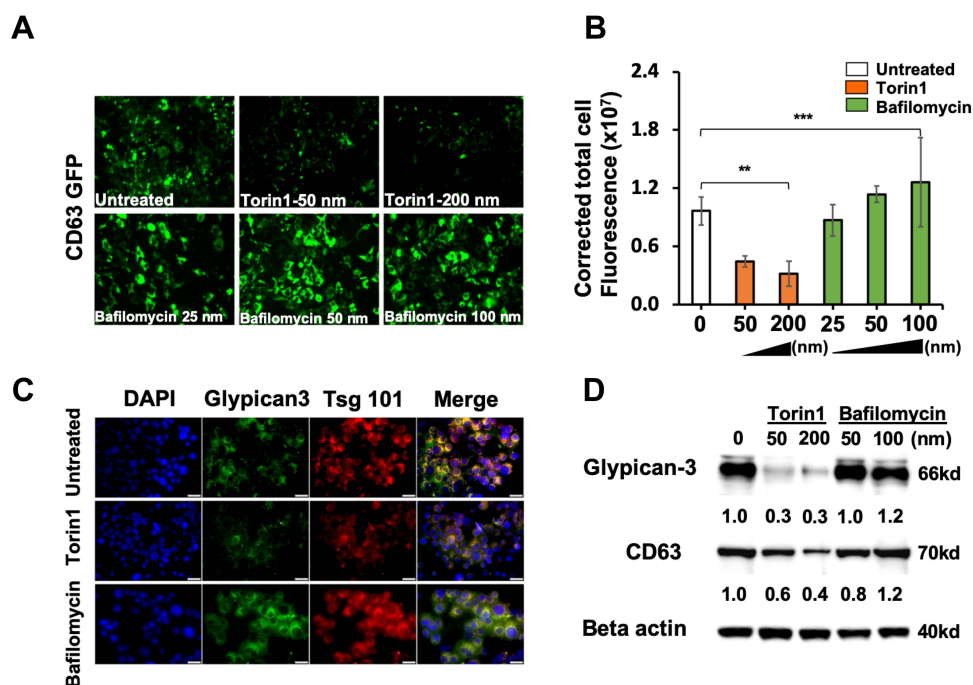 A
CD63 GFP
Untreated
Torin1-50 nm
Torin1-200 nm
Bafilomycin 25 nm
Bafilomycin 50 nm
Bafilomycin 100 nm
B
Corrected total cell
Fluorescence (x10⁷)
2.4
1.8
1.2
0.6
0.0
Untreated
Torin1
Bafilomycin
***
**
0 50 200 25 50 100
(nm) (nm)
C
DAPI Glypican3 Tsg 101 Merge
Untreated
Torin1
Bafilomycin
D
Torin1 Bafilomycin
0 50 200 50 100 (nm)
Glypican-3 66kd
1.0 0.3 0.3 1.0 1.2
CD63 70kd
1.0 0.6 0.4 0.8 1.2
Beta actin 40kd